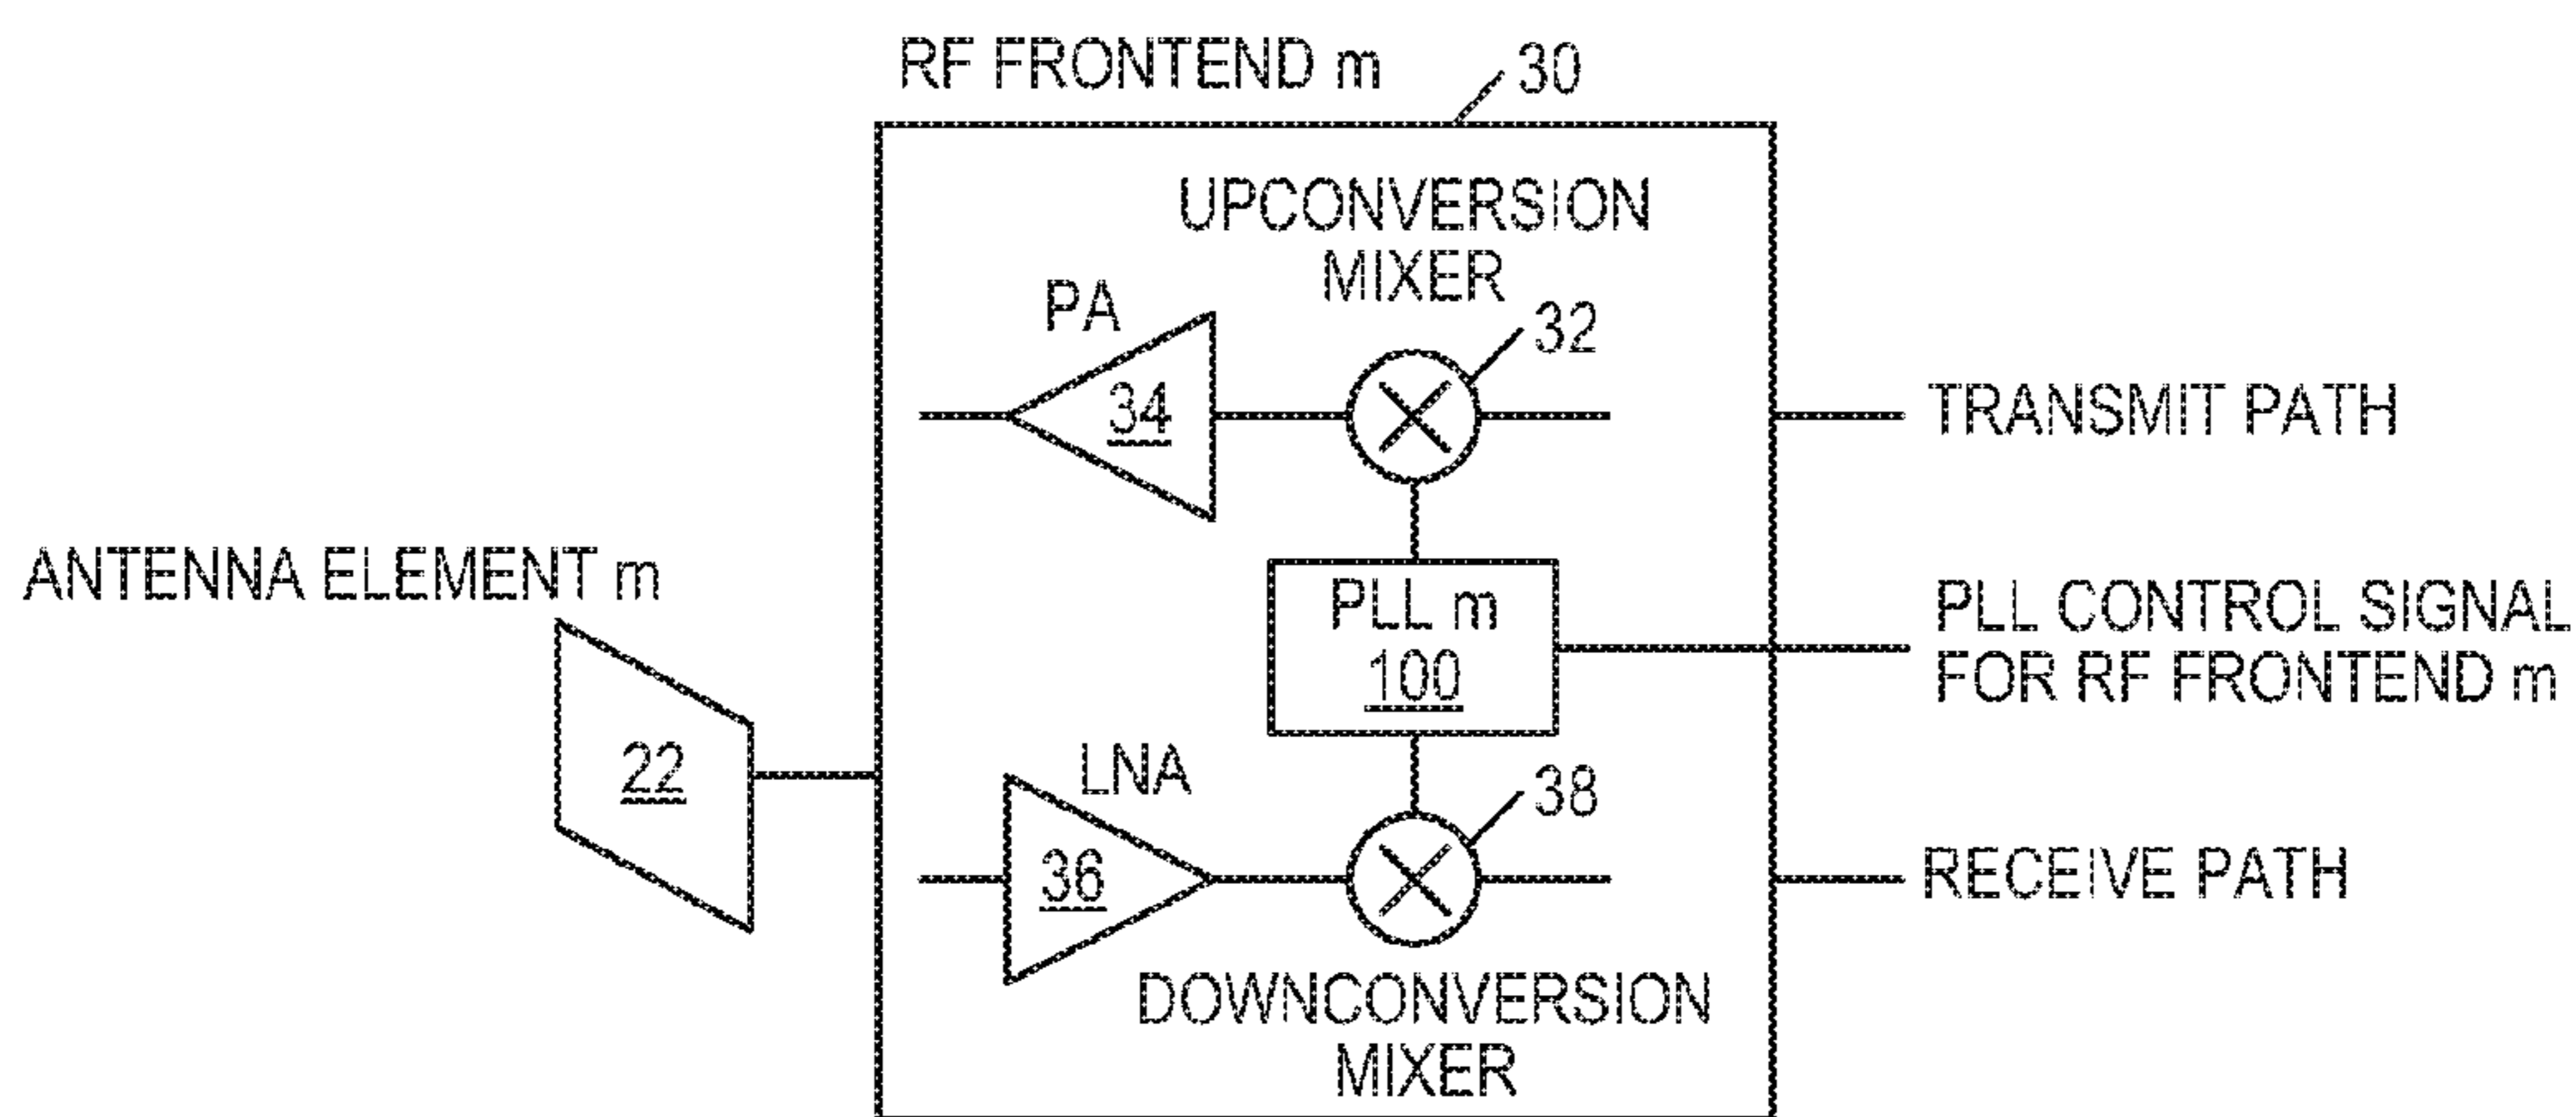 RF FRONTEND m
30
UPCONVERSION
MIXER
PA
32
34
TRANSMIT PATH
ANTENNA ELEMENT m
PLL m
100
PLL CONTROL SIGNAL
FOR RF FRONTEND m
22
LNA
38
36
RECEIVE PATH
DOWNCONVERSION
MIXER